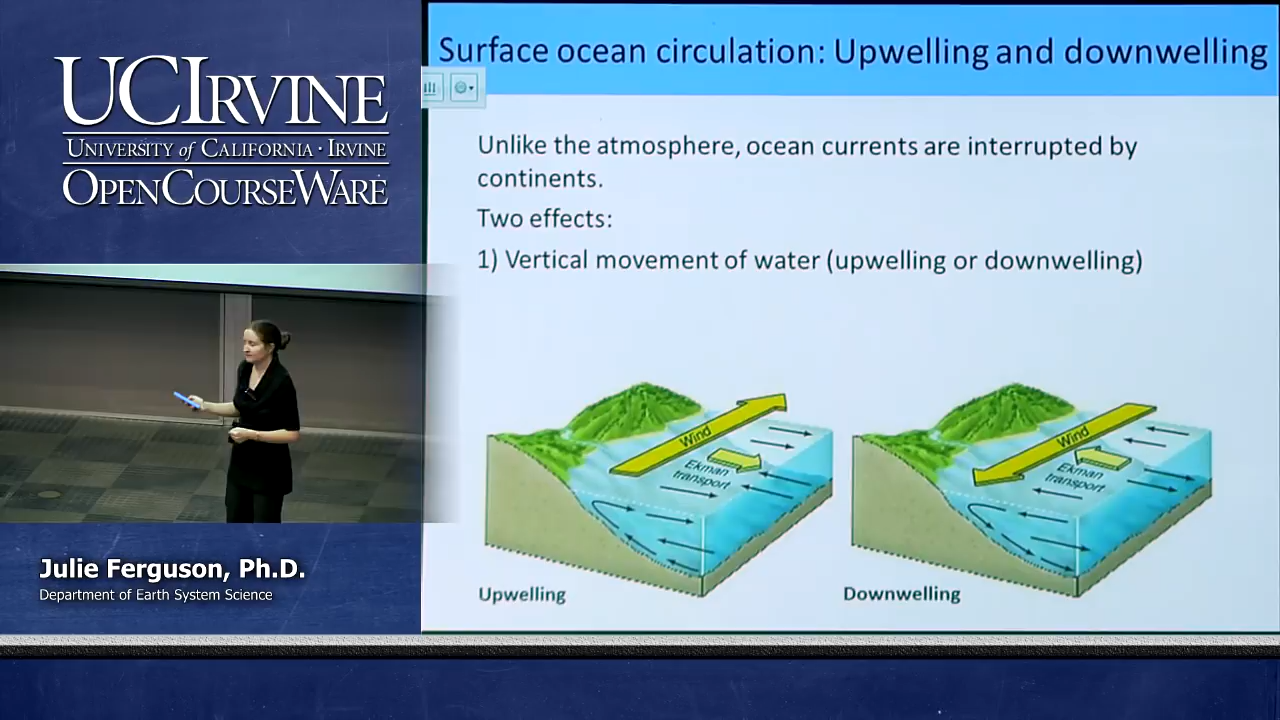 UCIRVINE
UNIVERSITY of CALIFORNIA · IRVINE
OPENCOURSEWARE
Surface ocean circulation: Upwelling and downwelling
Unlike the atmosphere, ocean currents are interrupted by
continents.
Two effects:
1) Vertical movement of water (upwelling or downwelling)
Wind
Ekman
transport
Upwelling
Wind
Ekman
transport
Downwelling
Julie Ferguson, Ph.D.
Department of Earth System Science